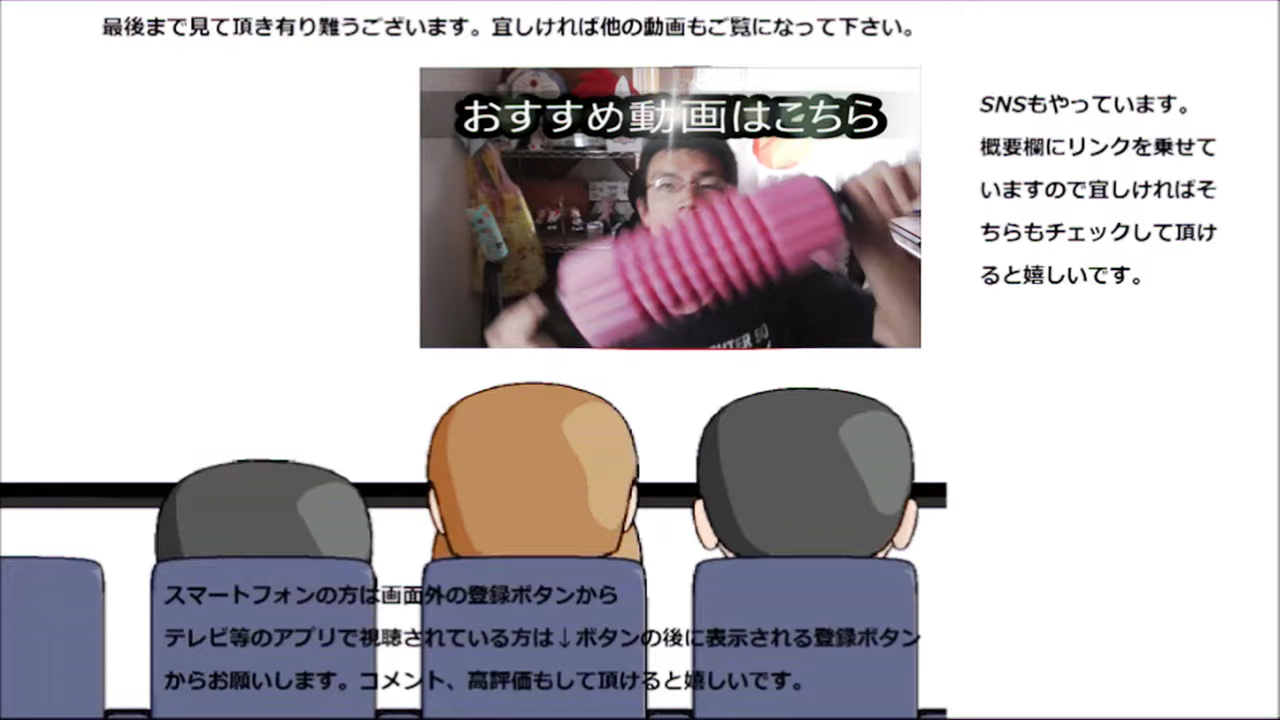 最後まで見て頂き有り難うございます。宜しければ他の動画もご覧になって下さい。
おすすめ動画はこちら
SNSもやっています。
概要欄にリンクを乗せて
いますので宜しければそ
ちらもチェックして頂け
ると嬉しいです。
スマートフォンの方は画面外の登録ボタンから
テレビ等のアプリで視聴されている方は↓ボタンの後に表示される登録ボタン
からお願いします。コメント、高評価もして頂けると嬉しいです。